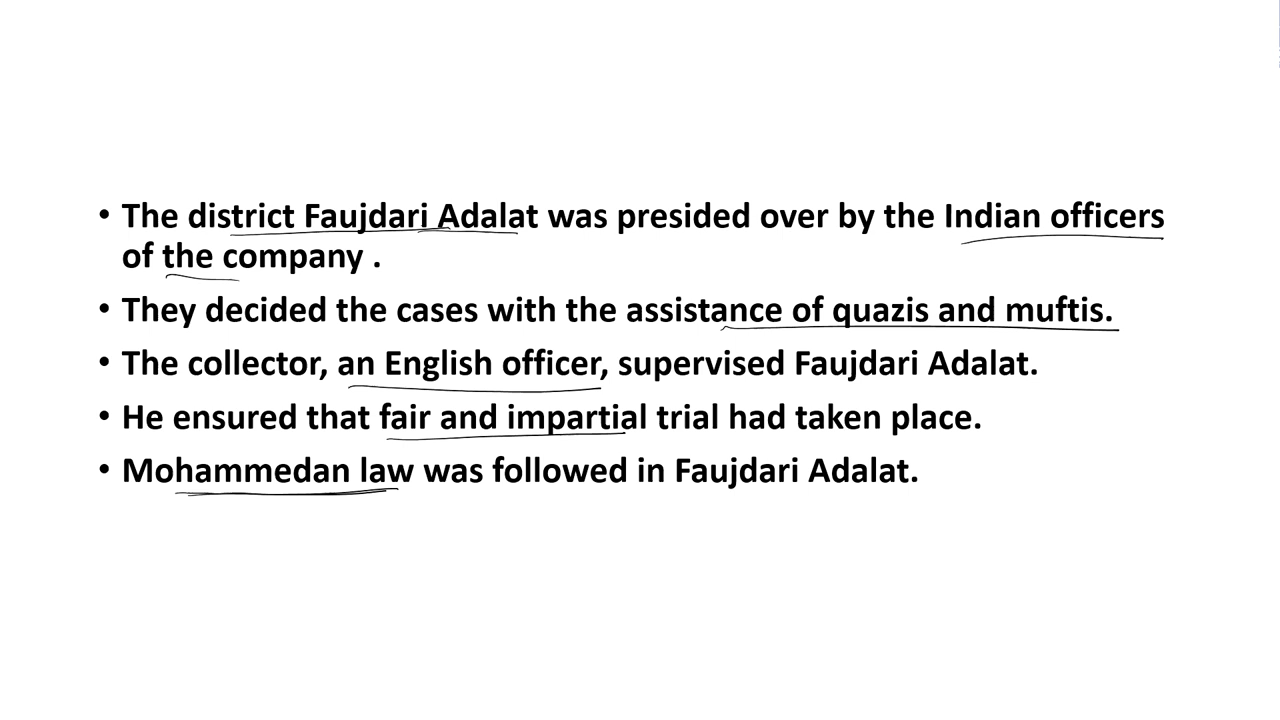 • The district Faujdari Adalat was presided over by the Indian officers
of the company .
• They decided the cases with the assistance of quazis and muftis.
• The collector, an English officer, supervised Faujdari Adalat.
• He ensured that fair and impartial trial had taken place.
• Mohammedan law was followed in Faujdari Adalat.